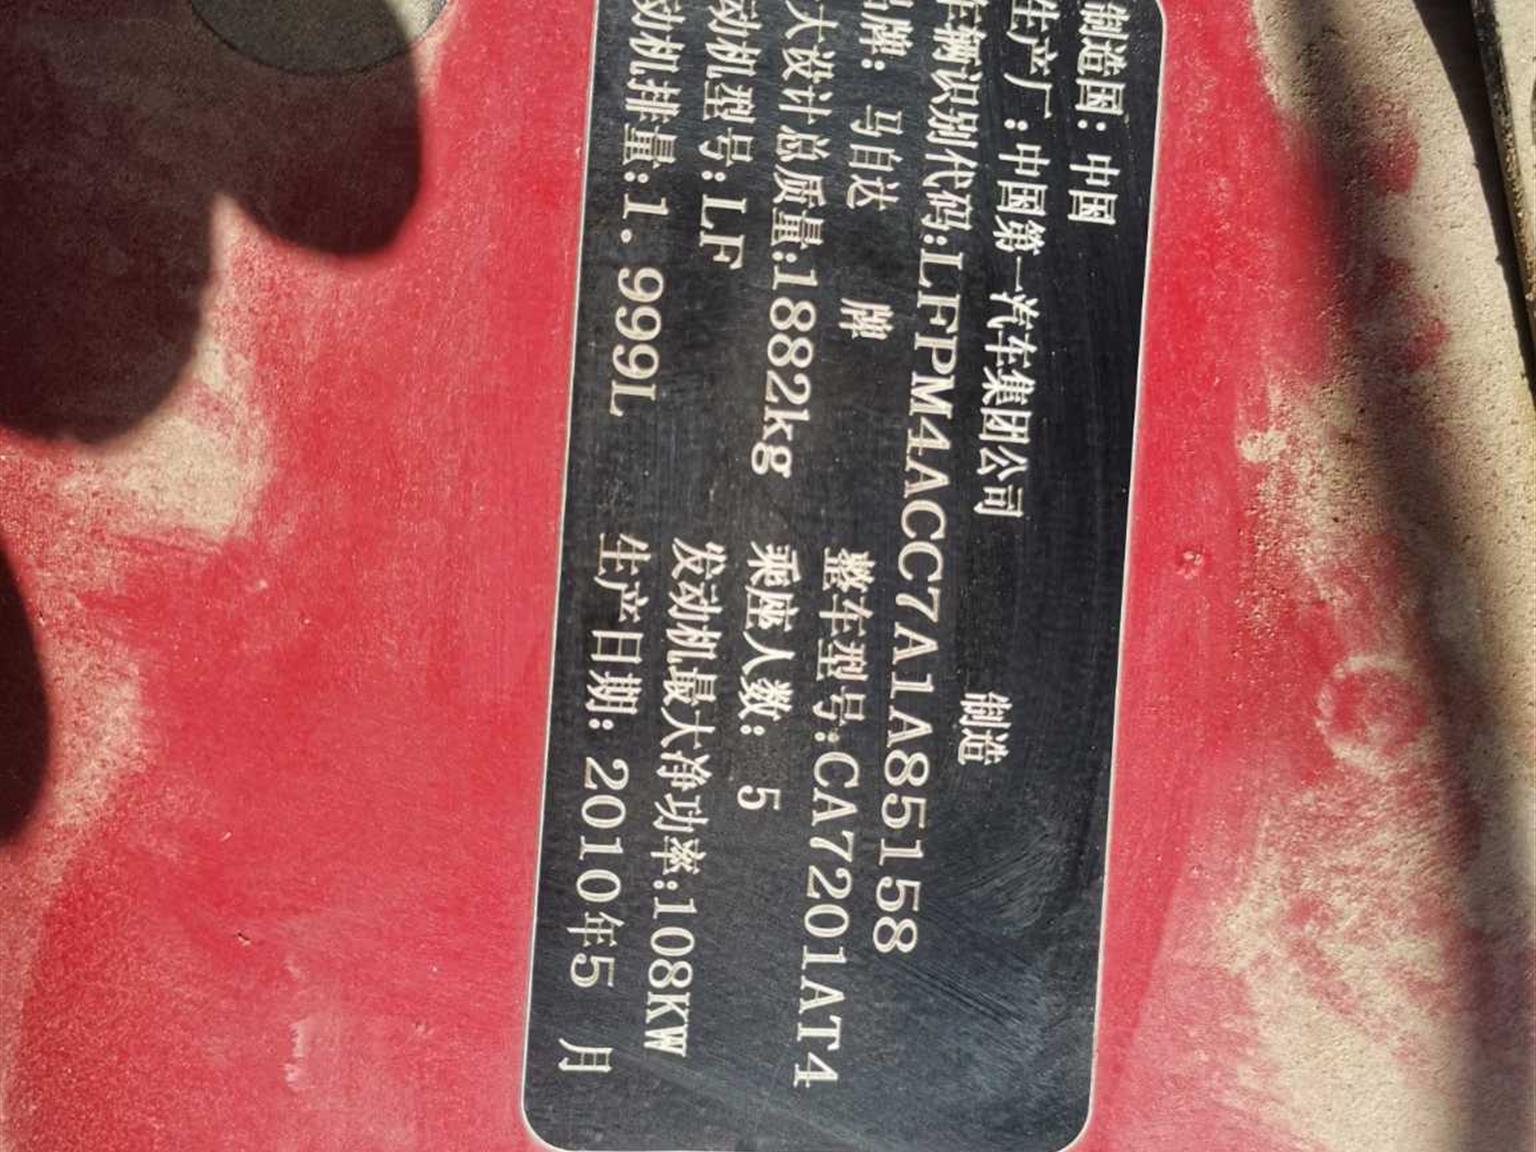 制造国: 中国
生产厂:中国第一汽车集团公司 制造
车辆识别代码:LFPM4ACC7A1A85158
品牌: 马自达 牌 整车型号:CA7201AT4
大设计总质量:1882kg 乘座人数: 5
动机型号:LF 发动机最大净功率:108KW
动机排量:1.999L 生产日期: 2010年5 月